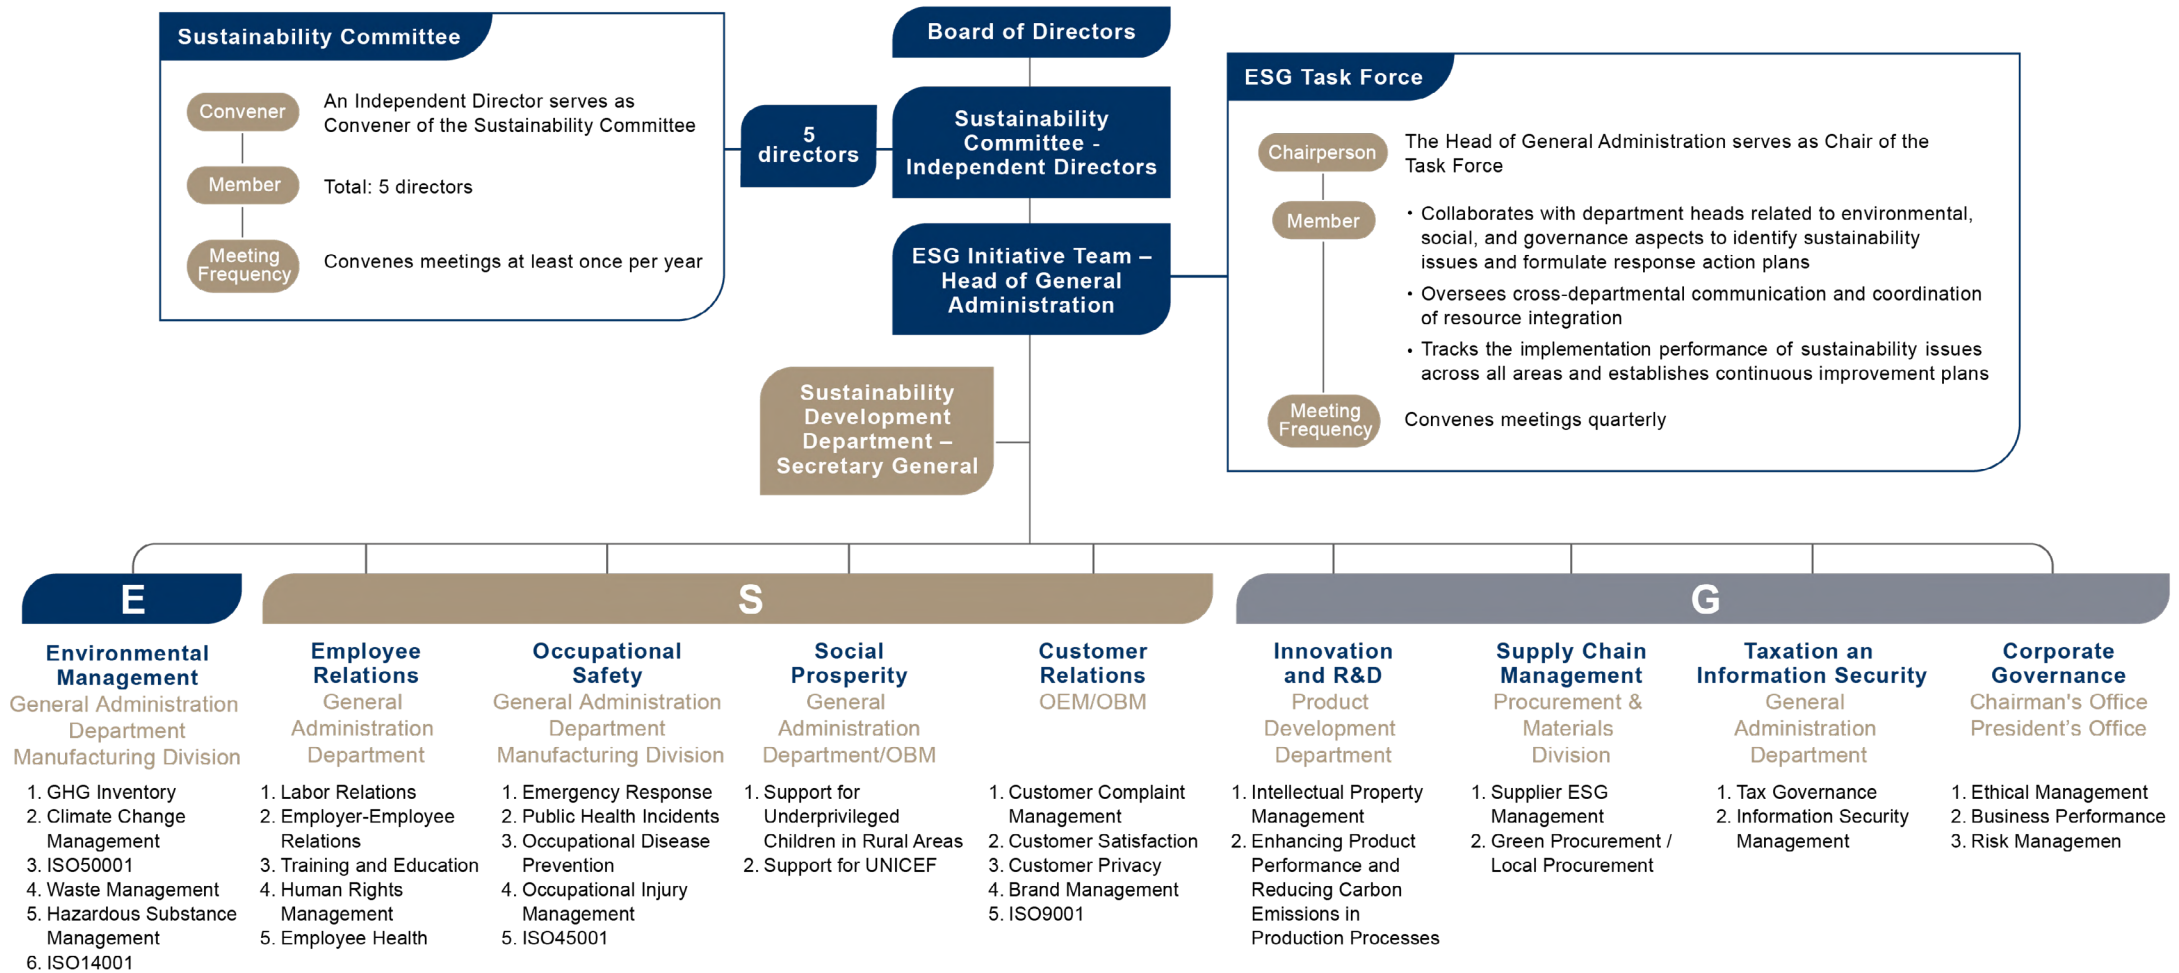 Sustainability Committee
Convener
An Independent Director serves as
Convener of the Sustainability Committee
Member
Total: 5 directors
Meeting
Frequency
Convenes meetings at least once per year
5
directors
Board of Directors
Sustainability
Committee -
Independent Directors
ESG Initiative Team –
Head of General
Administration
ESG Task Force
Chairperson
The Head of General Administration serves as Chair of the
Task Force
Member
• Collaborates with department heads related to environmental,
social, and governance aspects to identify sustainability
issues and formulate response action plans
• Oversees cross-departmental communication and coordination
of resource integration
• Tracks the implementation performance of sustainability issues
across all areas and establishes continuous improvement plans
Meeting
Frequency
Convenes meetings quarterly
Sustainability
Development
Department –
Secretary General
E
Environmental
Management
General Administration
Department
Manufacturing Division
1. GHG Inventory
2. Climate Change
Management
3. ISO50001
4. Waste Management
5. Hazardous Substance
Management
6. ISO14001
S
Employee
Relations
General
Administration
Department
1. Labor Relations
2. Employer-Employee
Relations
3. Training and Education
4. Human Rights
Management
5. Employee Health
Occupational
Safety
General Administration
Department
Manufacturing Division
1. Emergency Response
2. Public Health Incidents
3. Occupational Disease
Prevention
4. Occupational Injury
Management
5. ISO45001
Social
Prosperity
General
Administration
Department/OBM
1. Support for
Underprivileged
Children in Rural Areas
2. Support for UNICEF
Customer
Relations
OEM/OBM
1. Customer Complaint
Management
2. Customer Satisfaction
3. Customer Privacy
4. Brand Management
5. ISO9001
G
Innovation
and R&D
Product
Development
Department
1. Intellectual Property
Management
2. Enhancing Product
Performance and
Reducing Carbon
Emissions in
Production Processes
Supply Chain
Management
Procurement &
Materials
Division
1. Supplier ESG
Management
2. Green Procurement /
Local Procurement
Taxation an
Information Security
General
Administration
Department
1. Tax Governance
2. Information Security
Management
Corporate
Governance
Chairman's Office
President’s Office
1. Ethical Management
2. Business Performance
3. Risk Managemen